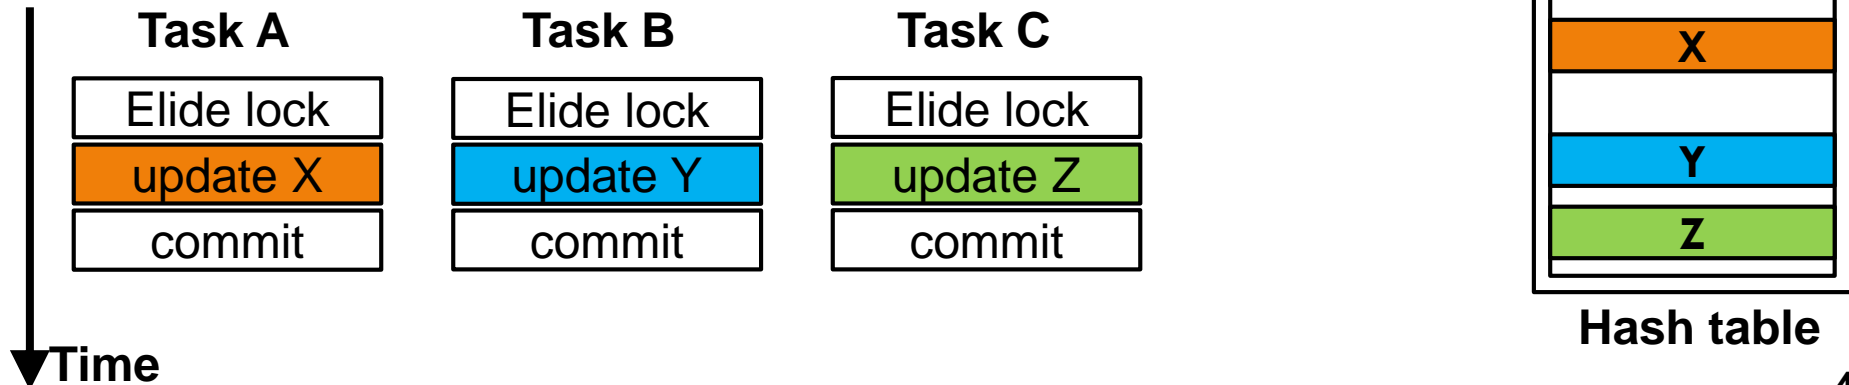 Task A
Task B
Task C
Elide lock
Elide lock
Elide lock
update X
update Y
update Z
commit
commit
commit
Time
X
Y
Z
Hash table